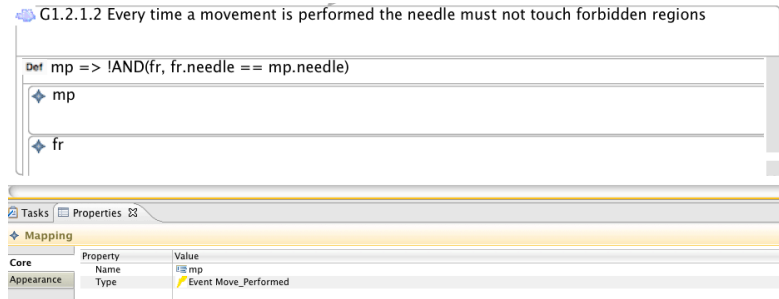 G1.2.1.2 Every time a movement is performed the needle must not touch forbidden regions
Def mp => !AND(fr, fr.needle == mp.needle)
mp
fr
Tasks Properties
Mapping
Core
Appearance
Property Value
Name mp
Type Event Move_Performed